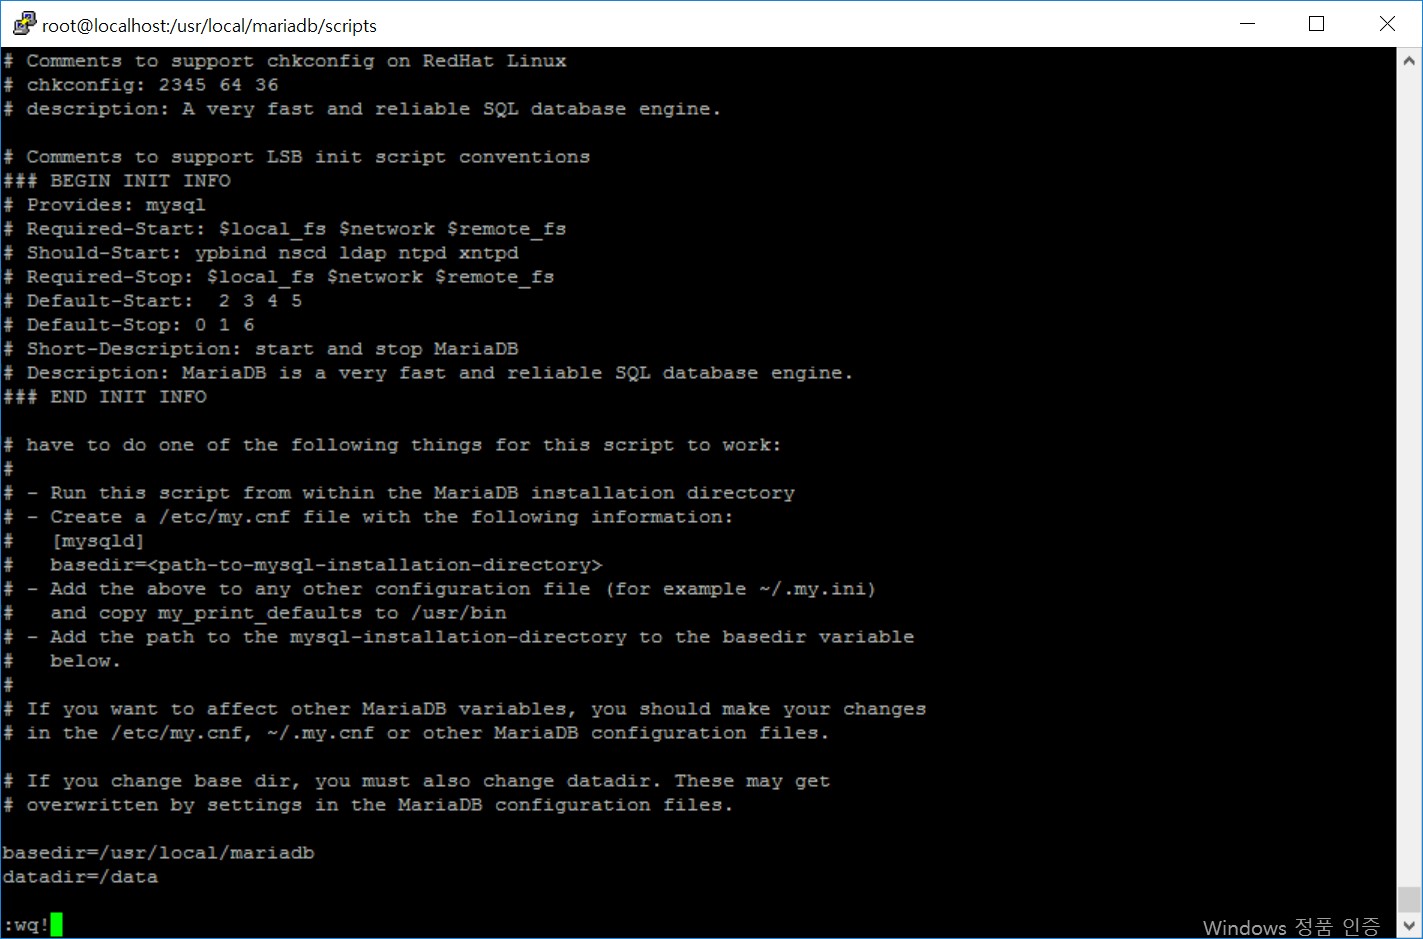 root@localhost:/usr/local/mariadb/scripts
# Comments to support chkconfig on RedHat Linux
# chkconfig: 2345 64 36
# description: A very fast and reliable SQL database engine.
# Comments to support LSB init script conventions
### BEGIN INIT INFO
# Provides: mysql
# Required-Start: $local_fs $network $remote_fs
# Should-Start: ypbind nscd ldap ntpd xntpd
# Required-Stop: $local_fs $network $remote_fs
# Default-Start:  2 3 4 5
# Default-Stop: 0 1 6
# Short-Description: start and stop MariaDB
# Description: MariaDB is a very fast and reliable SQL database engine.
### END INIT INFO
# have to do one of the following things for this script to work:
#
# - Run this script from within the MariaDB installation directory
# - Create a /etc/my.cnf file with the following information:
#   [mysqld]
#   basedir=<path-to-mysql-installation-directory>
# - Add the above to any other configuration file (for example ~/.my.ini)
#   and copy my_print_defaults to /usr/bin
# - Add the path to the mysql-installation-directory to the basedir variable
#   below.
#
# If you want to affect other MariaDB variables, you should make your changes
# in the /etc/my.cnf, ~/.my.cnf or other MariaDB configuration files.
# If you change base dir, you must also change datadir. These may get
# overwritten by settings in the MariaDB configuration files.
basedir=/usr/local/mariadb
datadir=/data
:wq!
Windows 정품 인증